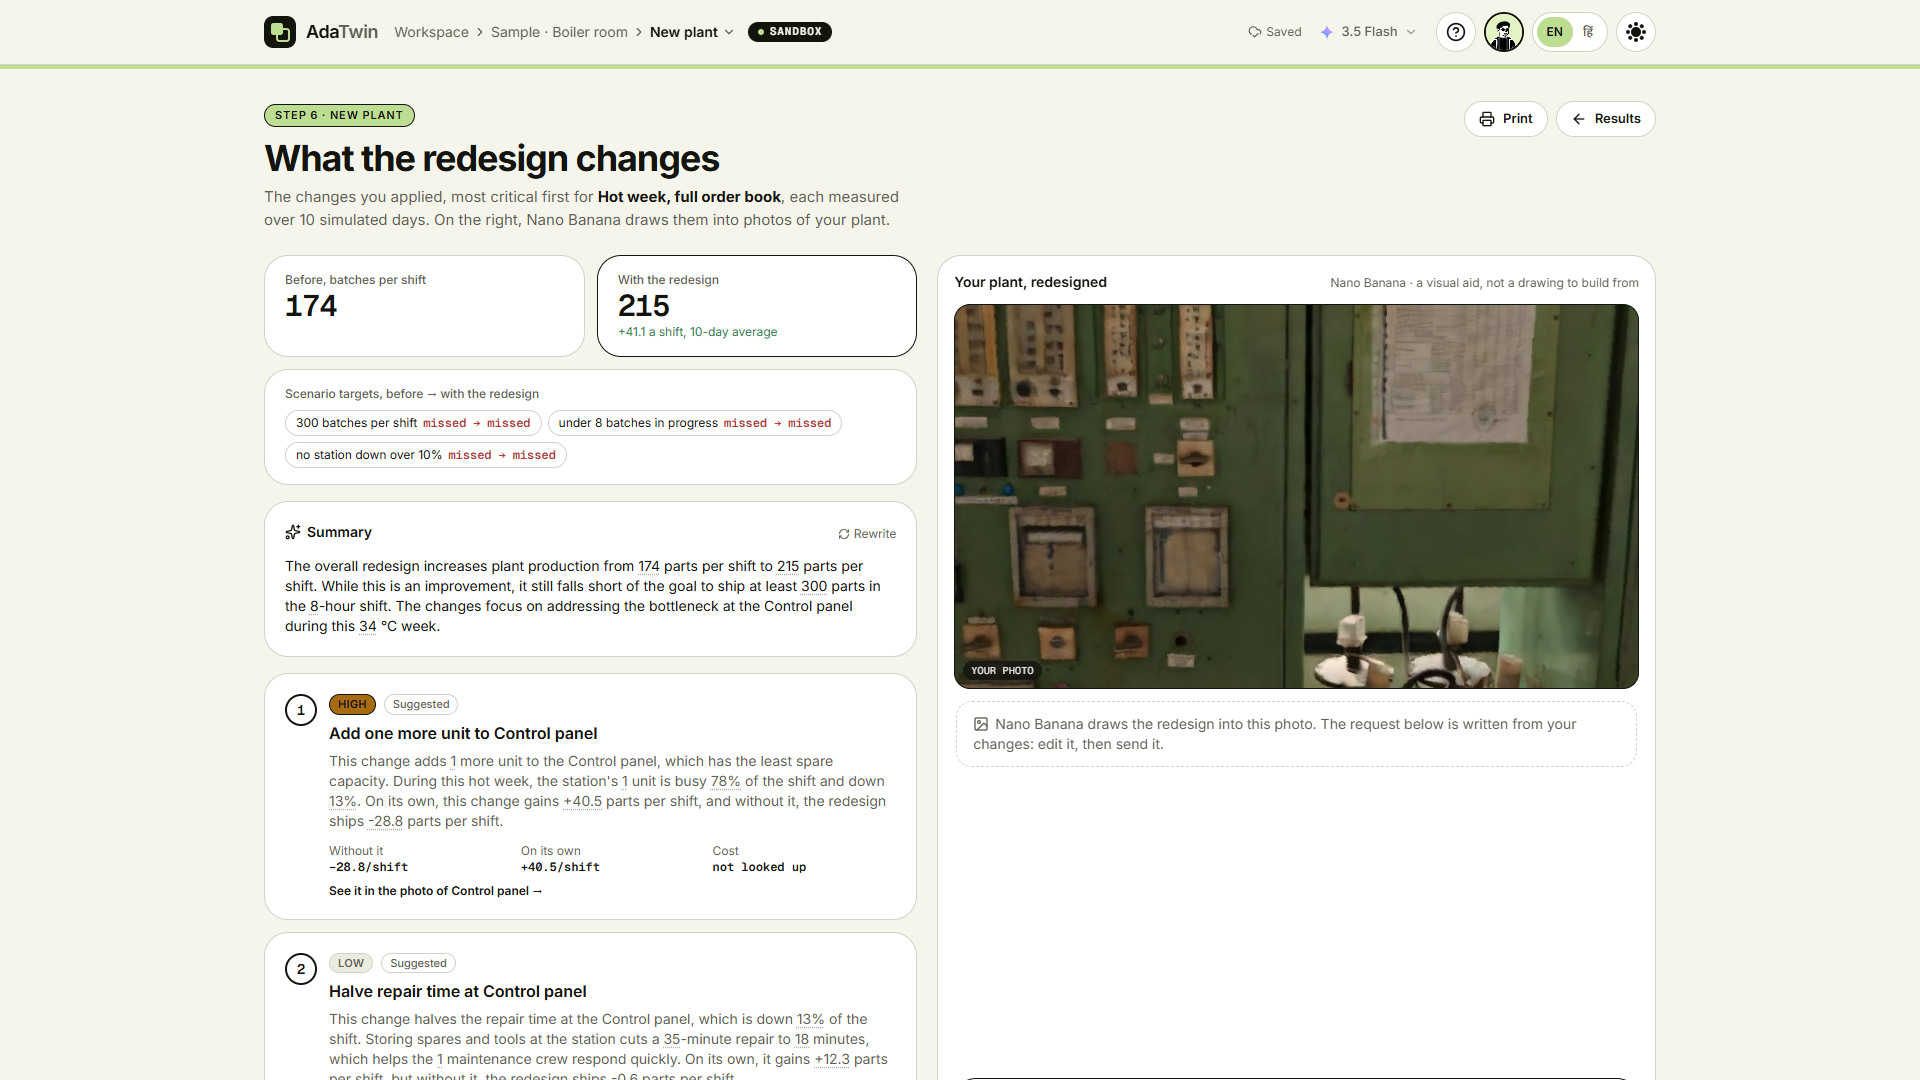 AdaTwin
Workspace > Sample · Boiler room > New plant
SANDBOX
Saved
3.5 Flash
EN
हिं
STEP 6 · NEW PLANT
Print
Results
What the redesign changes
The changes you applied, most critical first for Hot week, full order book, each measured
over 10 simulated days. On the right, Nano Banana draws them into photos of your plant.
Before, batches per shift
174
With the redesign
215
+41.1 a shift, 10-day average
Scenario targets, before → with the redesign
300 batches per shift missed → missed
under 8 batches in progress missed → missed
no station down over 10% missed → missed
Summary
Rewrite
The overall redesign increases plant production from 174 parts per shift to 215 parts per
shift. While this is an improvement, it still falls short of the goal to ship at least 300 parts in
the 8-hour shift. The changes focus on addressing the bottleneck at the Control panel
during this 34 °C week.
1
HIGH
Suggested
Add one more unit to Control panel
This change adds 1 more unit to the Control panel, which has the least spare
capacity. During this hot week, the station's 1 unit is busy 78% of the shift and down
13%. On its own, this change gains +40.5 parts per shift, and without it, the redesign
ships -28.8 parts per shift.
Without it
−28.8/shift
On its own
+40.5/shift
Cost
not looked up
See it in the photo of Control panel →
2
LOW
Suggested
Halve repair time at Control panel
This change halves the repair time at the Control panel, which is down 13% of the
shift. Storing spares and tools at the station cuts a 35-minute repair to 18 minutes,
which helps the 1 maintenance crew respond quickly. On its own, it gains +12.3 parts
per shift, but without it, the redesign ships -0.6 parts per shift.
Your plant, redesigned
Nano Banana · a visual aid, not a drawing to build from
YOUR PHOTO
Nano Banana draws the redesign into this photo. The request below is written from your
changes: edit it, then send it.